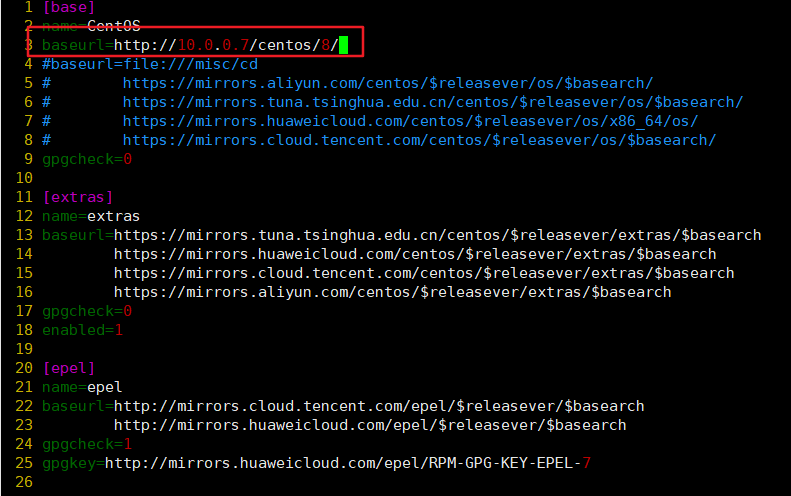 1 [base]
2 name=CentOS
3 baseurl=http://10.0.0.7/centos/8/
4 #baseurl=file:///misc/cd
5 #        https://mirrors.aliyun.com/centos/$releasever/os/$basearch/
6 #        https://mirrors.tuna.tsinghua.edu.cn/centos/$releasever/os/$basearch/
7 #        https://mirrors.huaweicloud.com/centos/$releasever/os/x86_64/os/
8 #        https://mirrors.cloud.tencent.com/centos/$releasever/os/$basearch/
9 gpgcheck=0
10
11 [extras]
12 name=extras
13 baseurl=https://mirrors.tuna.tsinghua.edu.cn/centos/$releasever/extras/$basearch
14         https://mirrors.huaweicloud.com/centos/$releasever/extras/$basearch
15         https://mirrors.cloud.tencent.com/centos/$releasever/extras/$basearch
16         https://mirrors.aliyun.com/centos/$releasever/extras/$basearch
17 gpgcheck=0
18 enabled=1
19
20 [epel]
21 name=epel
22 baseurl=http://mirrors.cloud.tencent.com/epel/$releasever/$basearch
23         http://mirrors.huaweicloud.com/epel/$releasever/$basearch
24 gpgcheck=1
25 gpgkey=http://mirrors.huaweicloud.com/epel/RPM-GPG-KEY-EPEL-7
26